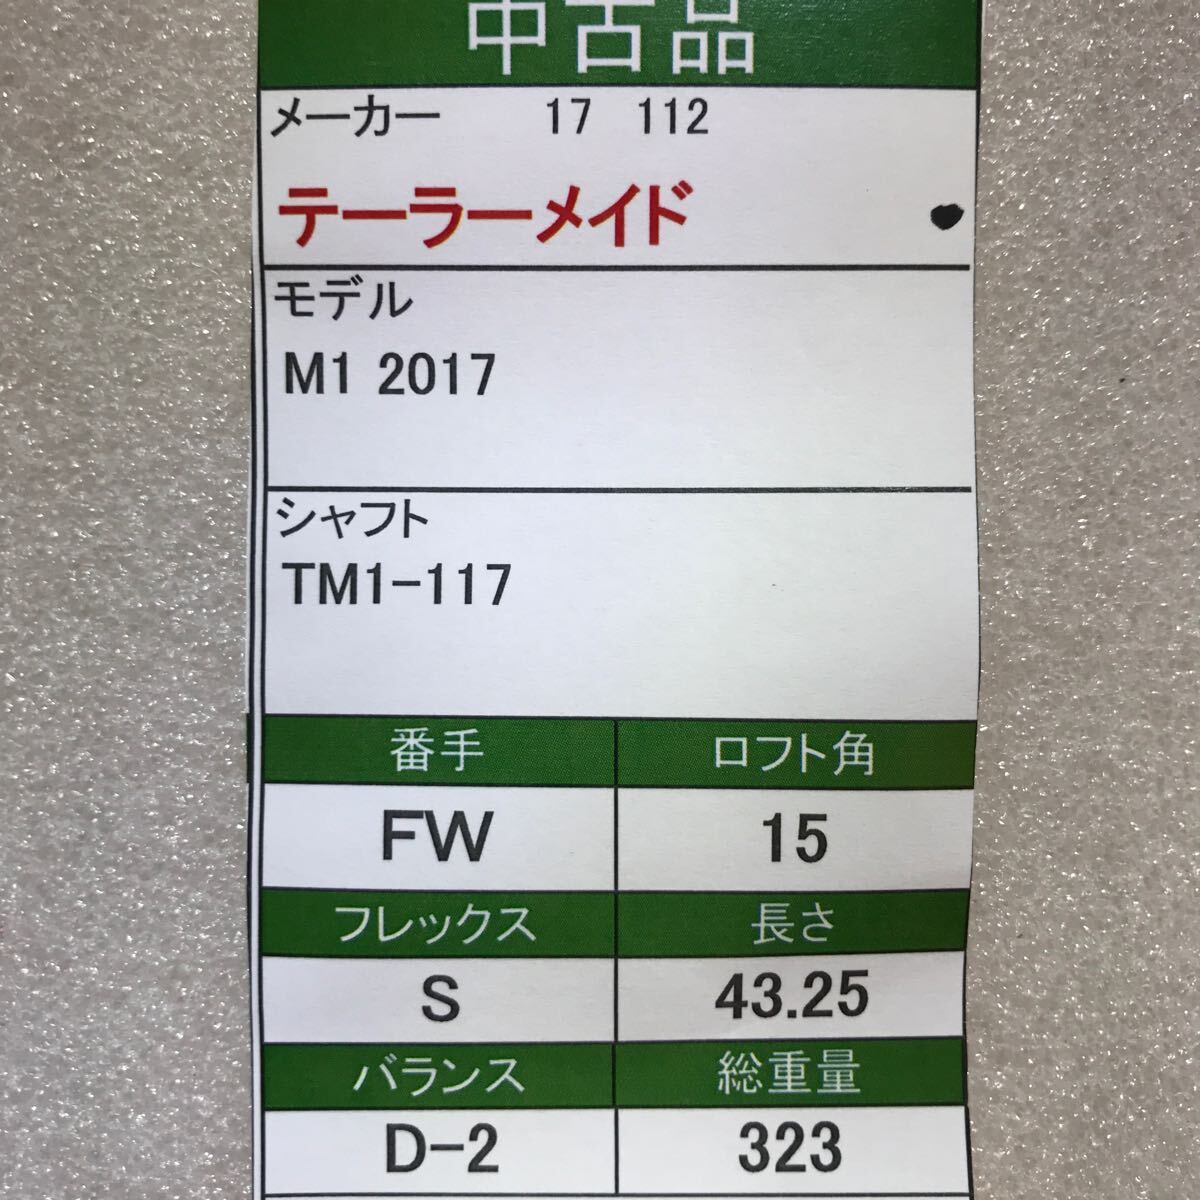 中古品
メーカー 17 112
テーラーメイド
モデル
M1 2017
シャフト
TM1-117
番手 ロフト角
FW 15
フレックス 長さ
S 43.25
バランス 総重量
D-2 323